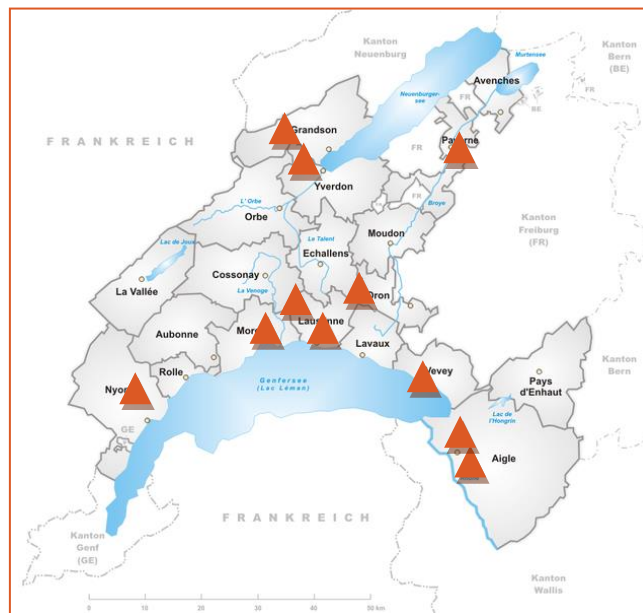 Kanton
Neuenburg
Murtensee
Kanton
Bern
(BE)
Avenches
FR
BE
FR
Neuenburger-
see
FRANKREICH
Grandson
FR
Yverdon
FR
Broye
Kanton
Freiburg
(FR)
L' Orbe
Orbe
Moudon
Le Talent
Echallens
Lac de Joux
Cossonay
La Vallée
La Venoge
Oron
Aubonne
Lavaux
Rolle
Vevey
Kanton
Bern
Pays
d'Enhaut
Genfersee
(Lac Léman)
Lac de
l'Hongrin
GE
Aigle
FRANKREICH
Kanton
Genf
(GE)
Kanton
Wallis
0 10 20 30 40 50 km